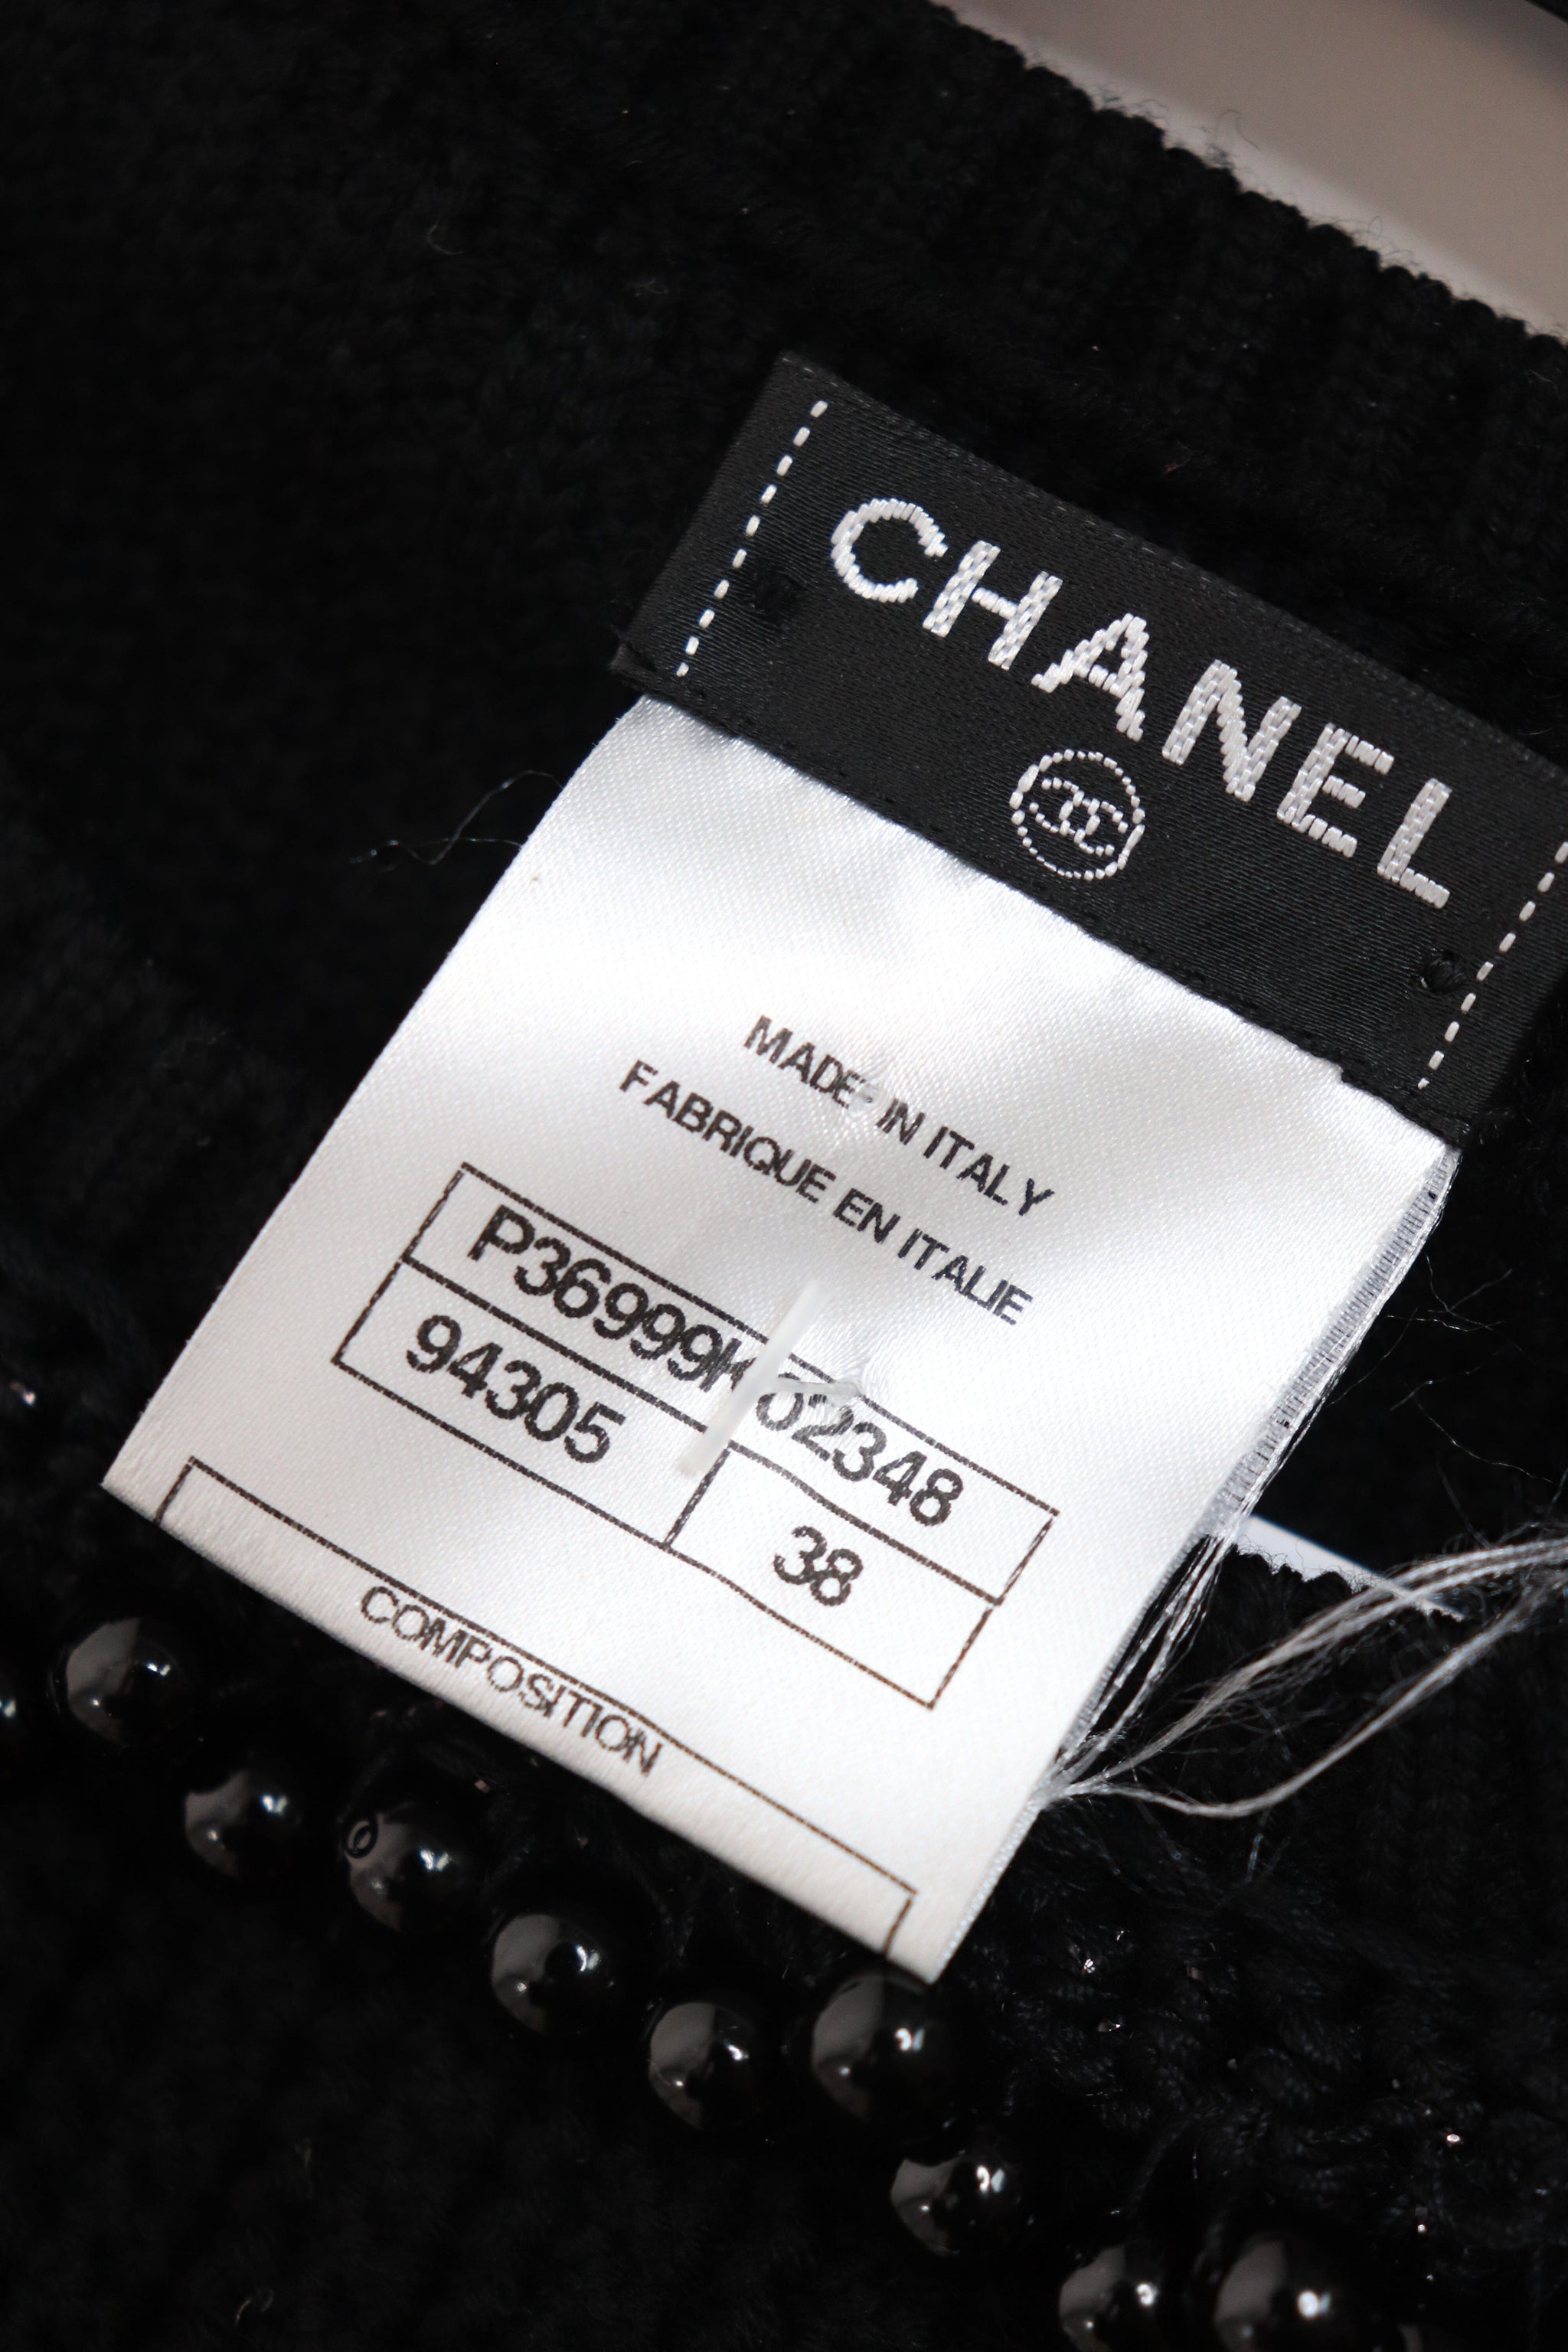 CHANEL
MADE IN ITALY
FABRIQUE EN ITALIE
P36999K02348
94305
38
COMPOSITION